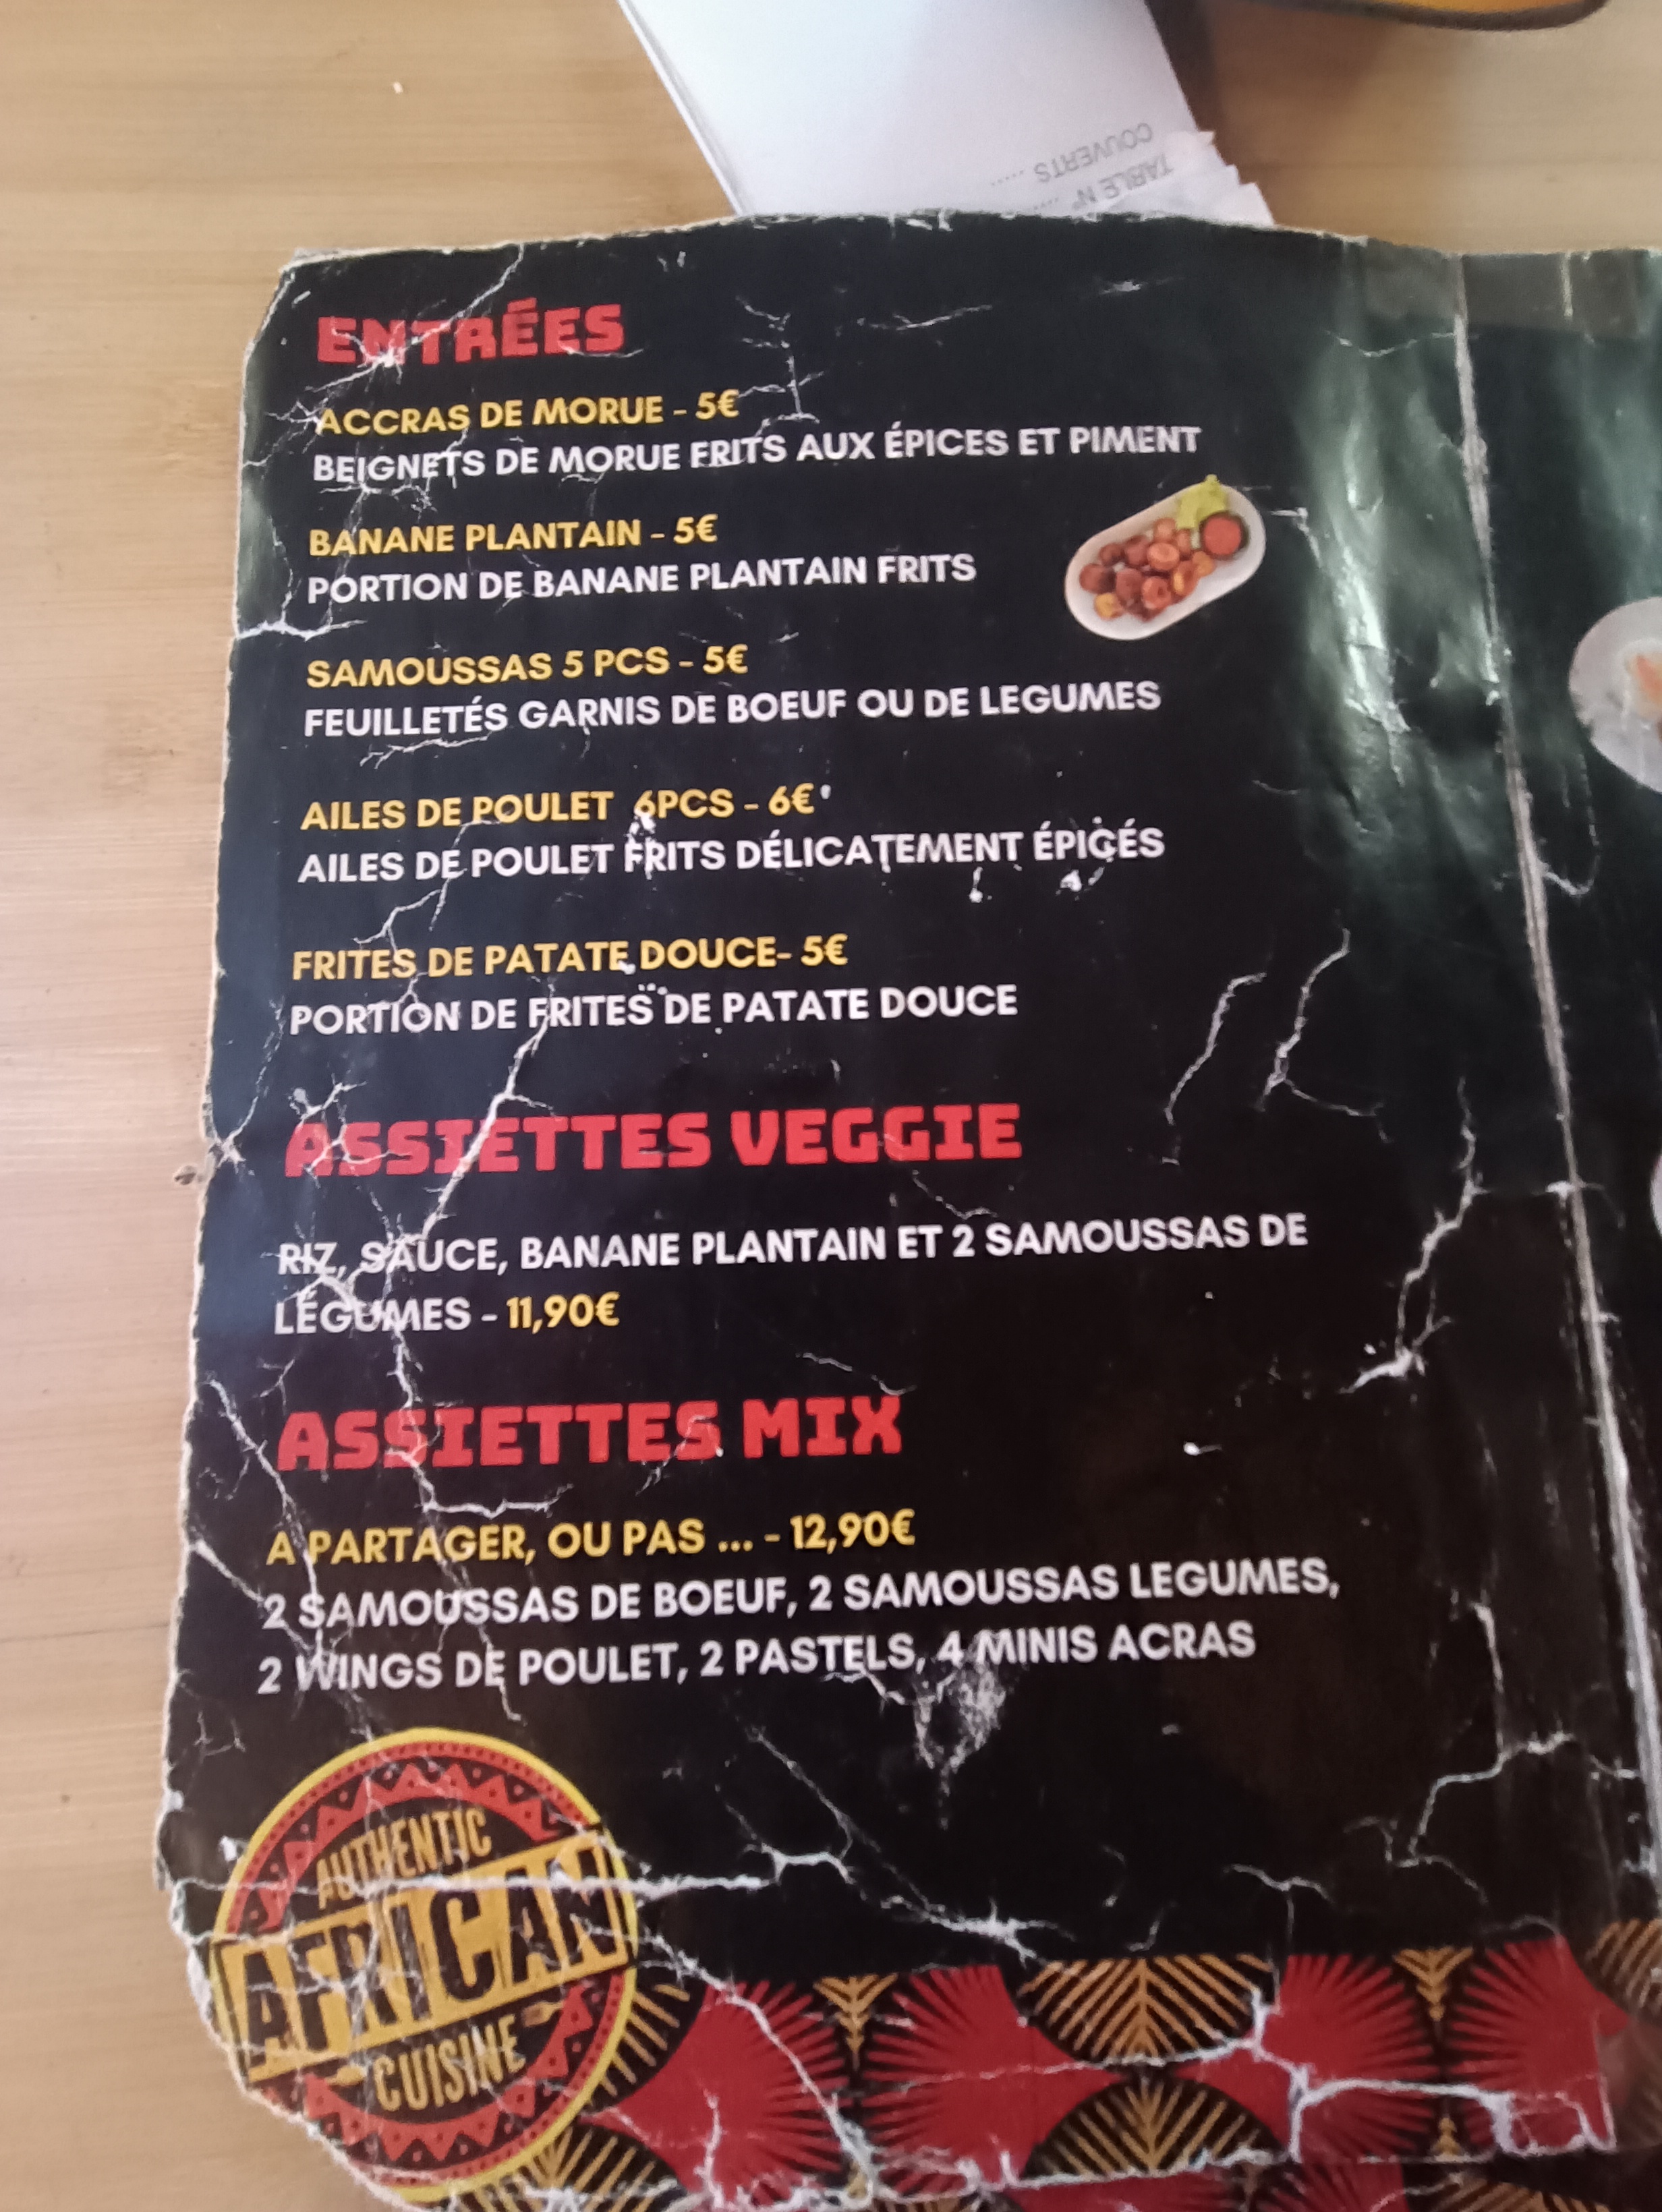 COUVERTS .....
TABLE N° .....
ENTRÉES
ACCRAS DE MORUE - 5€
BEIGNETS DE MORUE FRITS AUX ÉPICES ET PIMENT
BANANE PLANTAIN - 5€
PORTION DE BANANE PLANTAIN FRITS
SAMOUSSAS 5 PCS - 5€
FEUILLETÉS GARNIS DE BOEUF OU DE LEGUMES
AILES DE POULET 6PCS - 6€
AILES DE POULET FRITS DÉLICATEMENT ÉPICÉS
FRITES DE PATATE DOUCE- 5€
PORTION DE FRITES DE PATATE DOUCE
ASSIETTES VEGGIE
RIZ, SAUCE, BANANE PLANTAIN ET 2 SAMOUSSAS DE
LÉGUMES - 11,90€
ASSIETTES MIX
A PARTAGER, OU PAS ... - 12,90€
2 SAMOUSSAS DE BOEUF, 2 SAMOUSSAS LEGUMES,
2 WINGS DE POULET, 2 PASTELS, 4 MINIS ACRAS
AUTHENTIC
AFRICAN
CUISINE